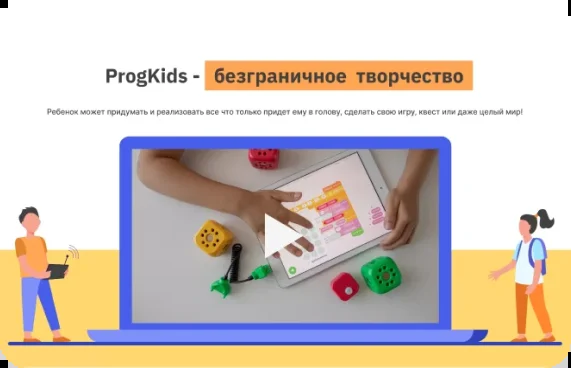 ProgKids - безграничное творчество
Ребенок может придумать и реализовать все что только придет ему в голову, сделать свою игру, квест или даже целый мир!